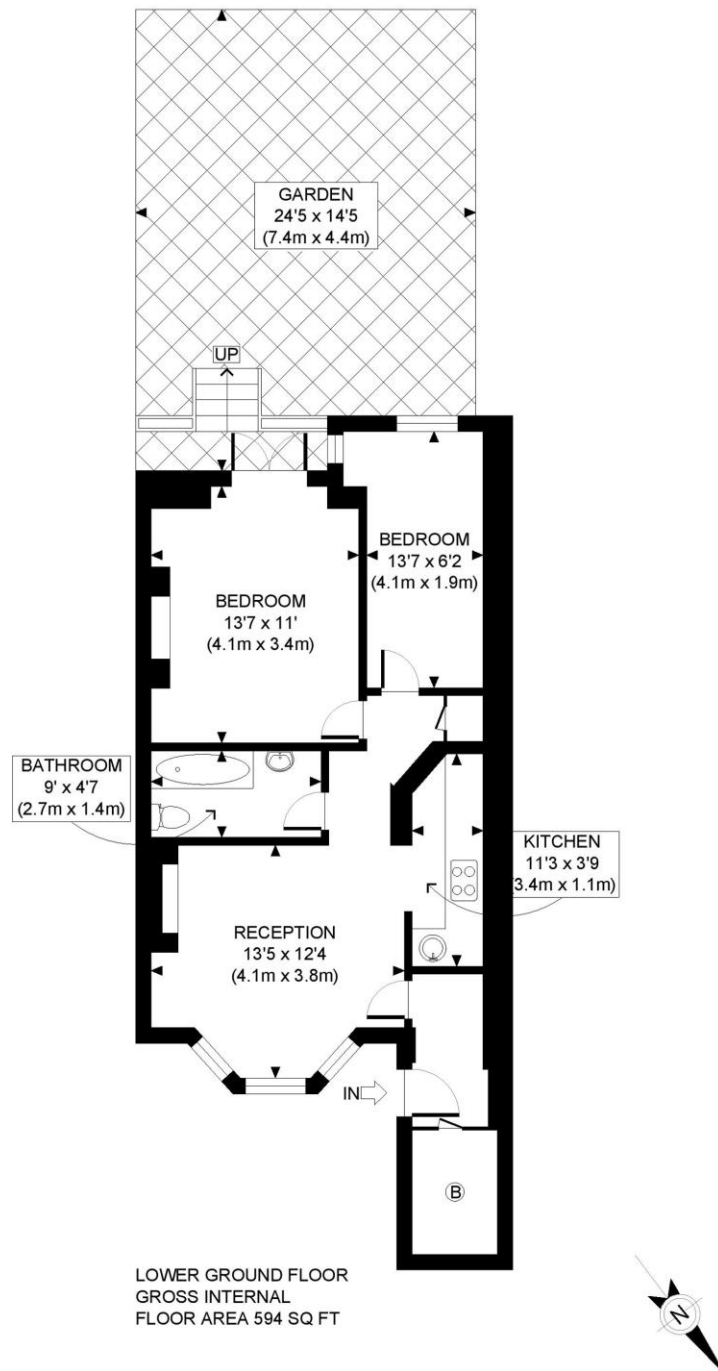 GARDEN
24'5 x 14'5
(7.4m x 4.4m)
UP
BEDROOM
13'7 x 6'2
(4.1m x 1.9m)
BEDROOM
13'7 x 11'
(4.1m x 3.4m)
BATHROOM
9' x 4'7
(2.7m x 1.4m)
KITCHEN
11'3 x 3'9
(3.4m x 1.1m)
RECEPTION
13'5 x 12'4
(4.1m x 3.8m)
IN
B
LOWER GROUND FLOOR
GROSS INTERNAL
FLOOR AREA 594 SQ FT
N